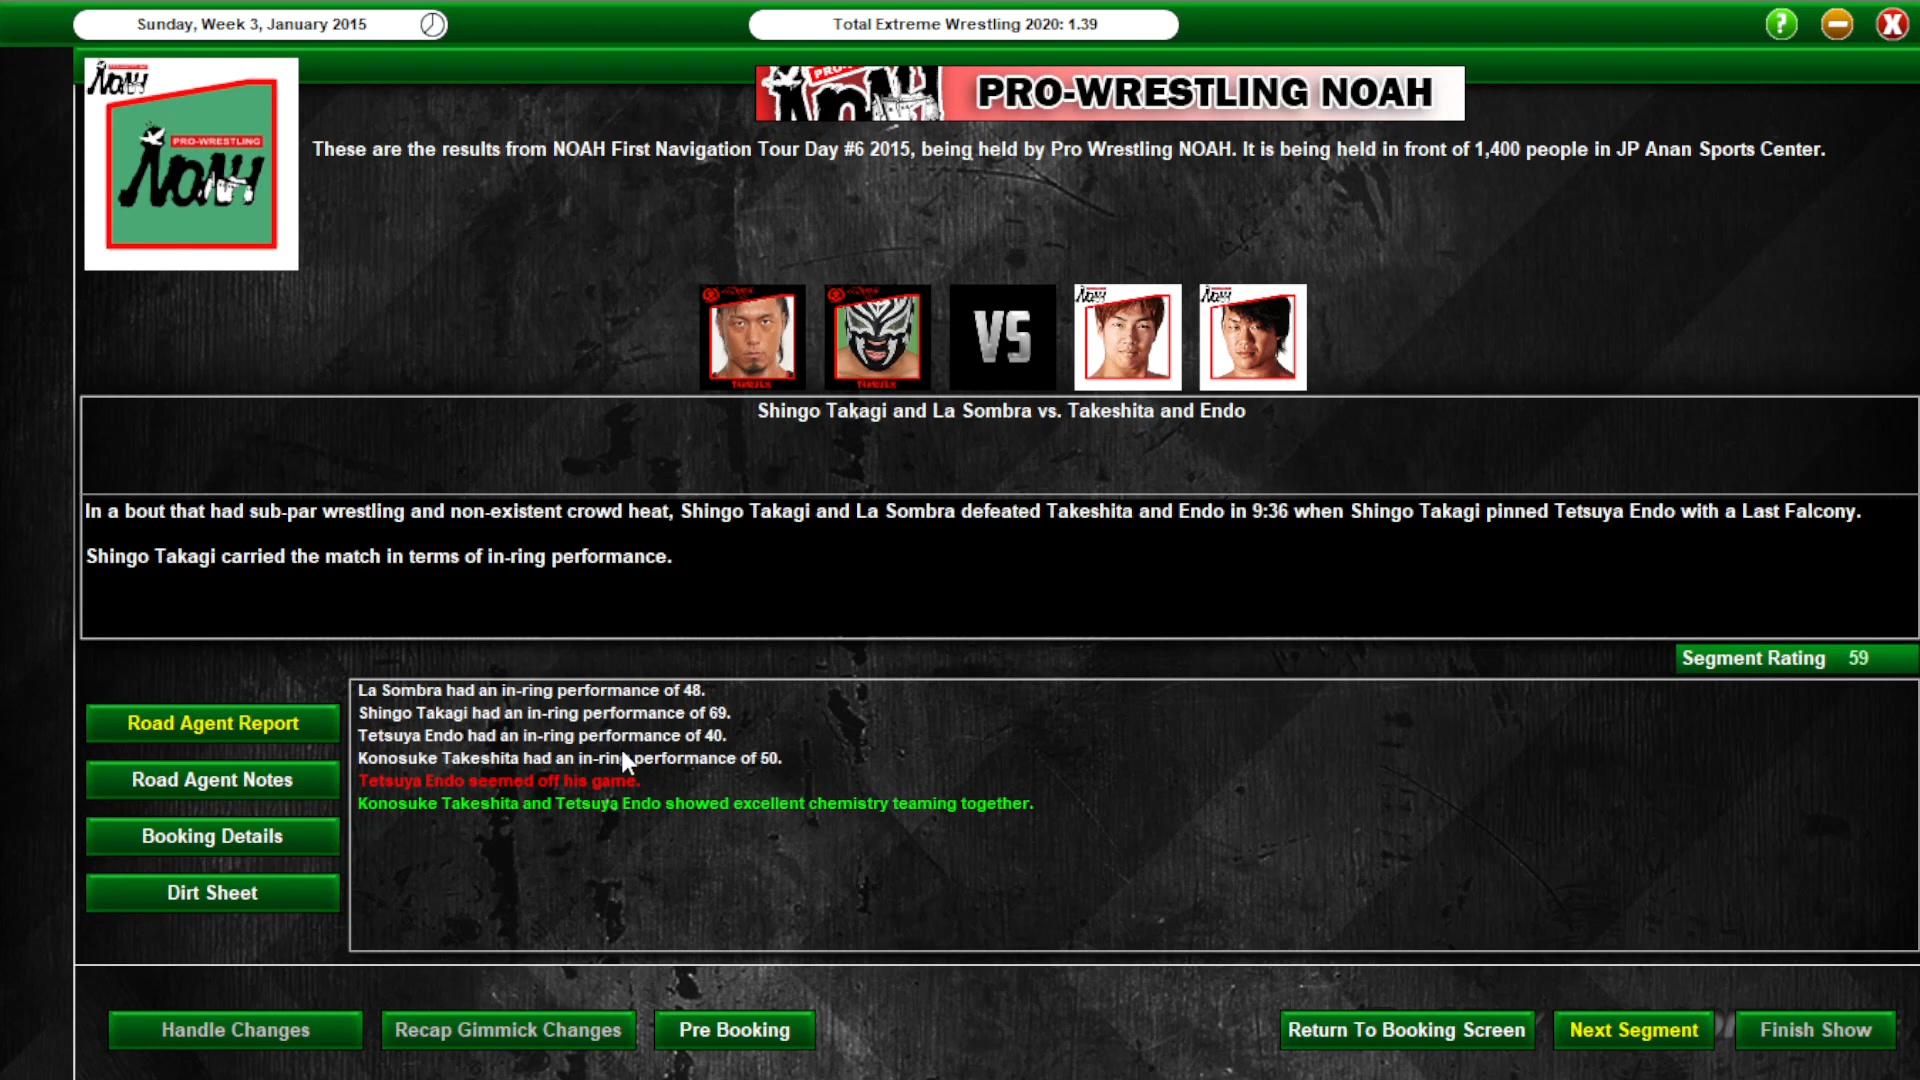 Sunday, Week 3, January 2015
Total Extreme Wrestling 2020: 1.39
NOAH
PRO-WRESTLING
NOAH
PRO-WRESTLING NOAH
These are the results from NOAH First Navigation Tour Day #6 2015, being held by Pro Wrestling NOAH. It is being held in front of 1,400 people in JP Anan Sports Center.
VS
Shingo Takagi and La Sombra vs. Takeshita and Endo
In a bout that had sub-par wrestling and non-existent crowd heat, Shingo Takagi and La Sombra defeated Takeshita and Endo in 9:36 when Shingo Takagi pinned Tetsuya Endo with a Last Falcony.
Shingo Takagi carried the match in terms of in-ring performance.
Segment Rating 59
Road Agent Report
Road Agent Notes
Booking Details
Dirt Sheet
La Sombra had an in-ring performance of 48.
Shingo Takagi had an in-ring performance of 69.
Tetsuya Endo had an in-ring performance of 40.
Konosuke Takeshita had an in-ring performance of 50.
Tetsuya Endo seemed off his game.
Konosuke Takeshita and Tetsuya Endo showed excellent chemistry teaming together.
Handle Changes
Recap Gimmick Changes
Pre Booking
Return To Booking Screen
Next Segment
Finish Show